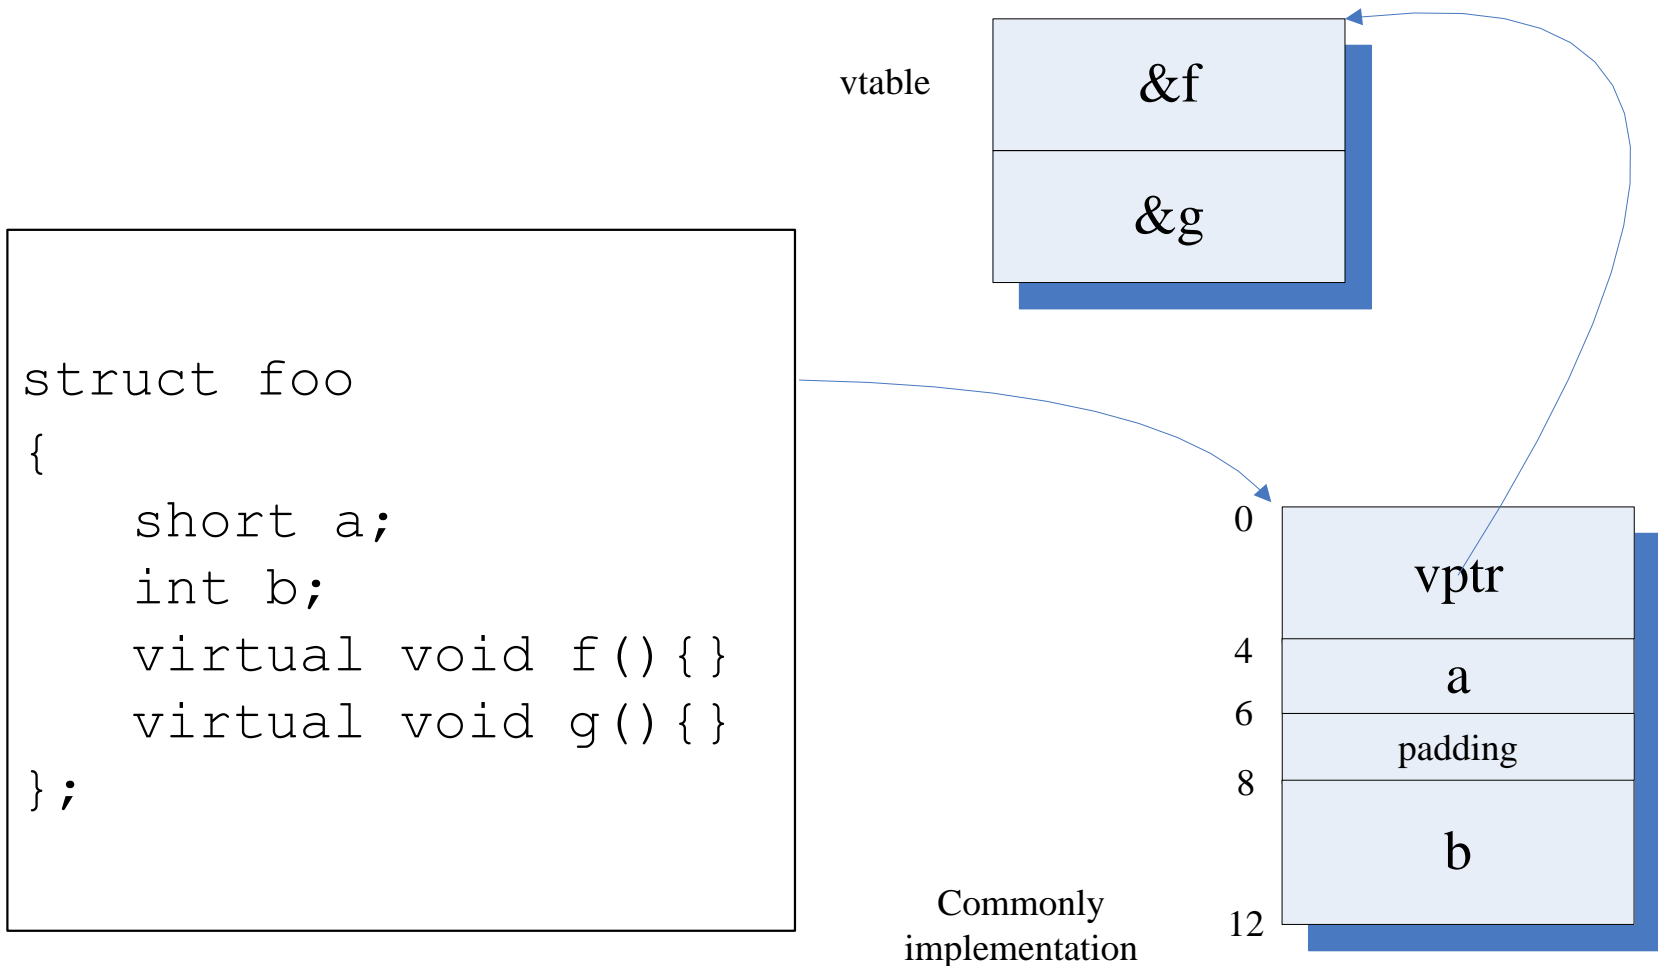 vtable
&f
&g
struct foo
{
short a;
int b;
virtual void f(){}
virtual void g(){}
};
0
vptr
4
a
6
padding
8
b
12
Commonly
implementation